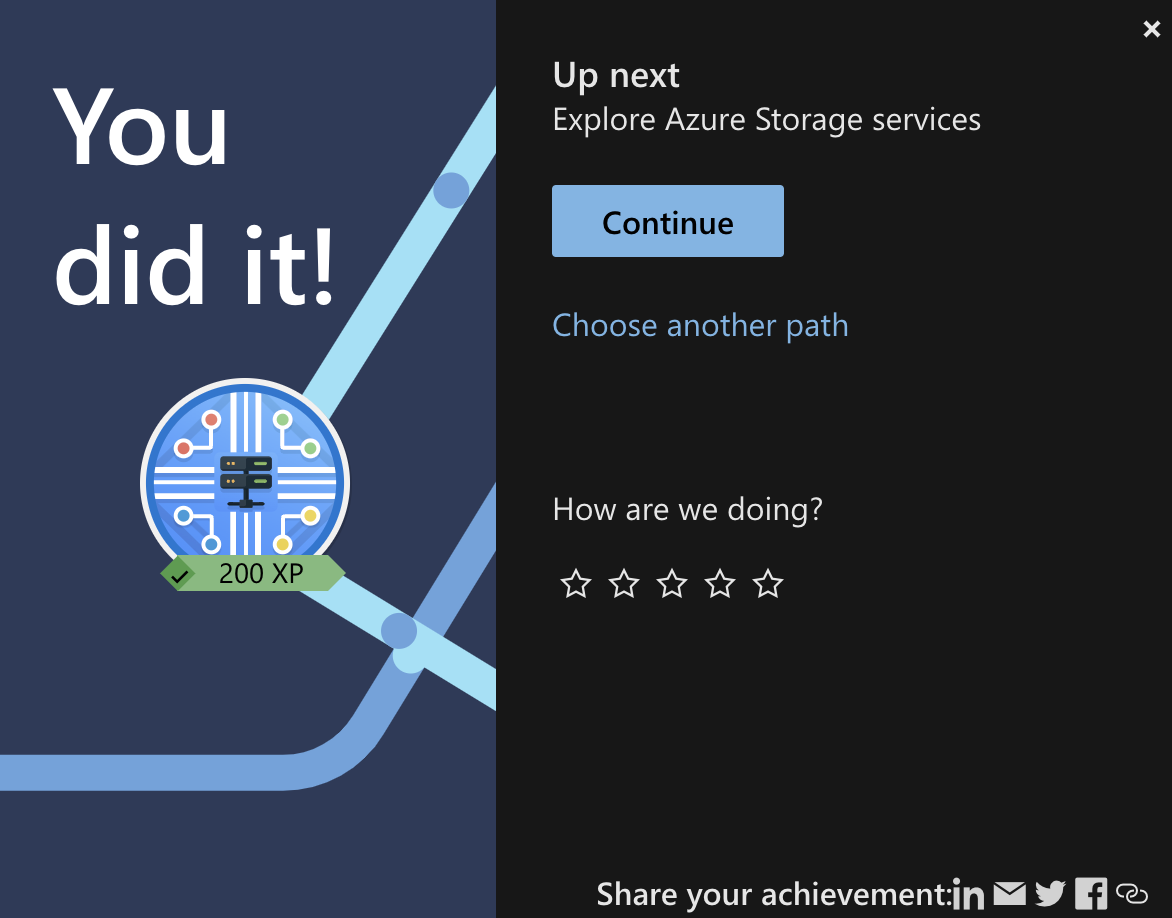 You
did it!
200 XP
Up next
Explore Azure Storage services
Continue
Choose another path
How are we doing?
Share your achievement: